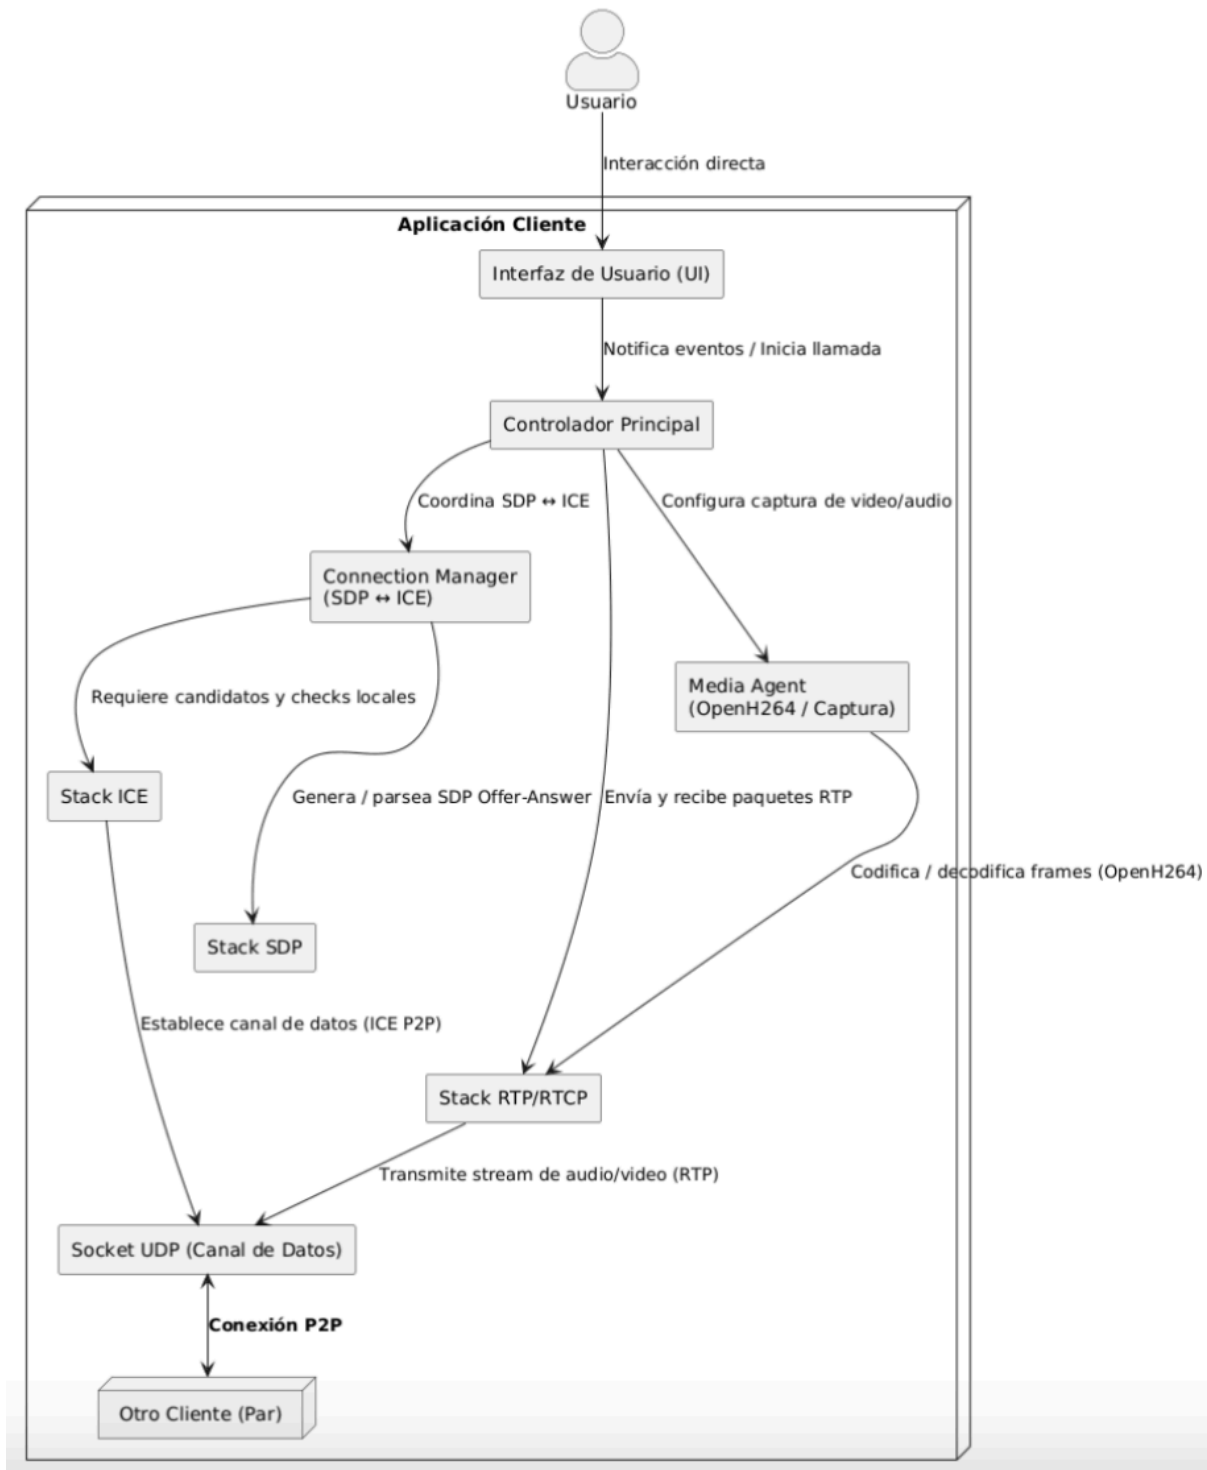 Usuario
Interacción directa
Aplicación Cliente
Interfaz de Usuario (UI)
Notifica eventos / Inicia llamada
Controlador Principal
Coordina SDP ↔ ICE
Configura captura de video/audio
Connection Manager
(SDP ↔ ICE)
Media Agent
(OpenH264 / Captura)
Requiere candidatos y checks locales
Stack ICE
Genera / parsea SDP Offer-Answer
Envía y recibe paquetes RTP
Codifica / decodifica frames (OpenH264)
Stack SDP
Establece canal de datos (ICE P2P)
Stack RTP/RTCP
Transmite stream de audio/video (RTP)
Socket UDP (Canal de Datos)
Conexión P2P
Otro Cliente (Par)